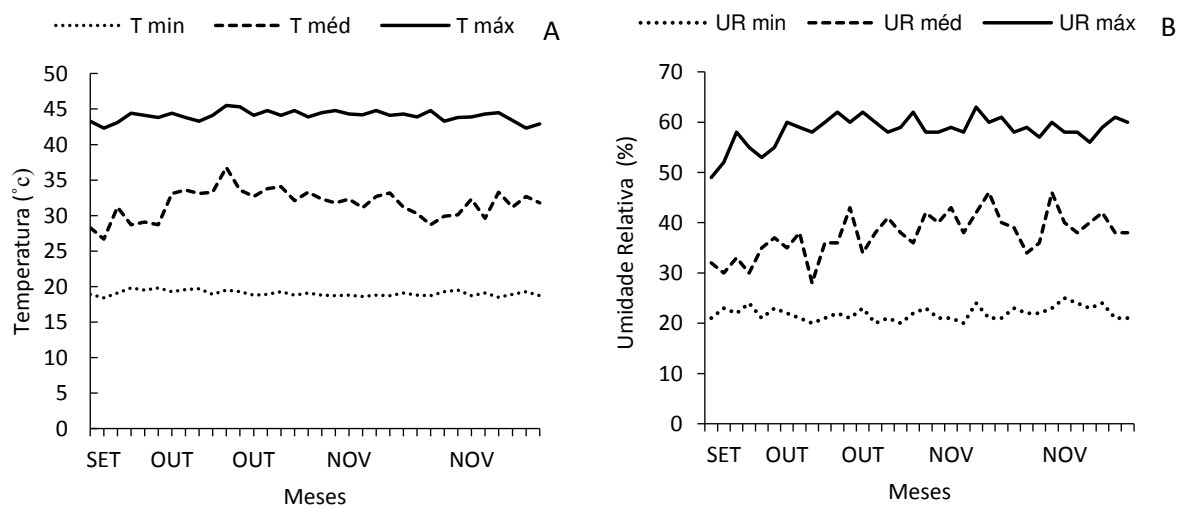 T min T méd T máx A
50
45
40
35
30
25
20
15
10
5
0
Temperatura (°c)
SET OUT OUT NOV NOV
Meses
UR min UR méd UR máx B
70
60
50
40
30
20
10
0
Umidade Relativa (%)
SET OUT OUT NOV NOV
Meses